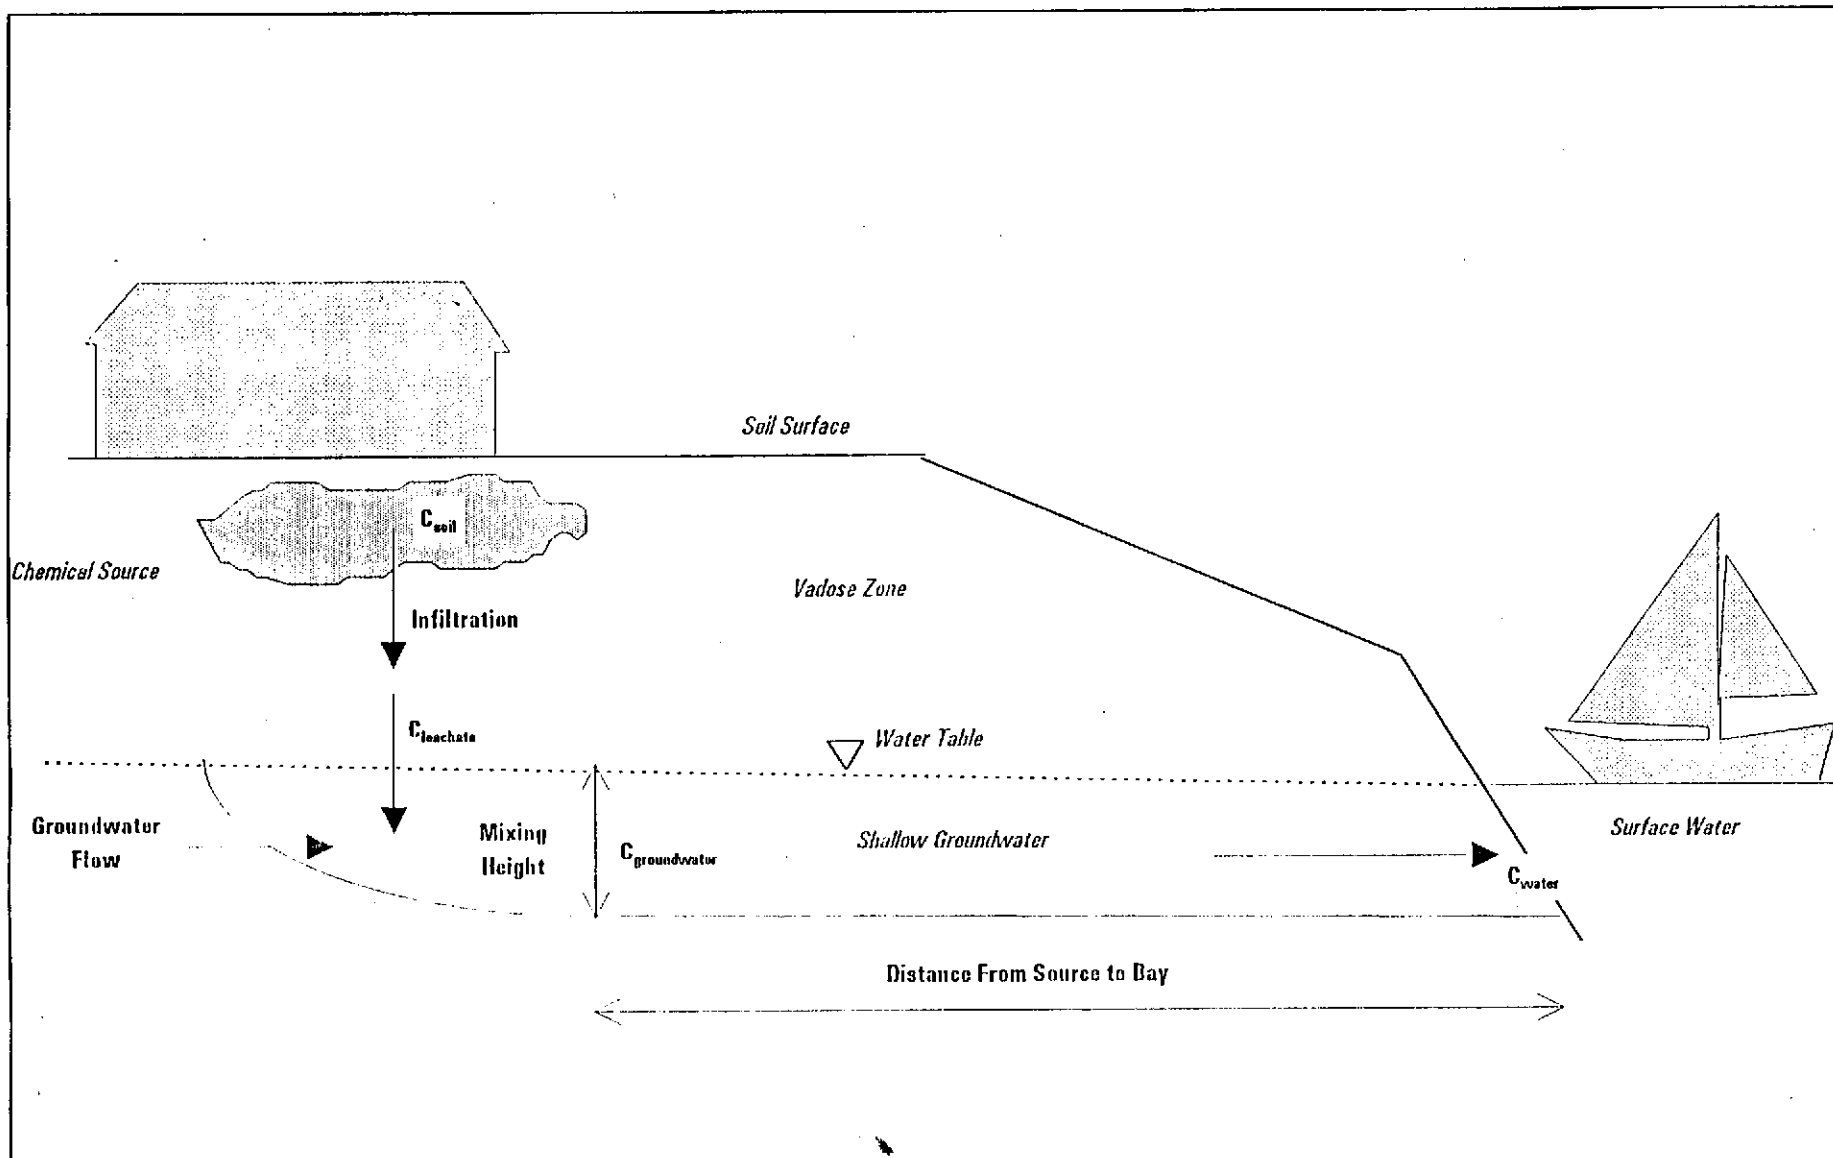 Soil Surface
C_soil
Chemical Source
Vadose Zone
Infiltration
C_leachate
Water Table
Groundwater
Flow
Mixing
Height
C_groundwater
Shallow Groundwater
Surface Water
C_water
Distance From Source to Bay